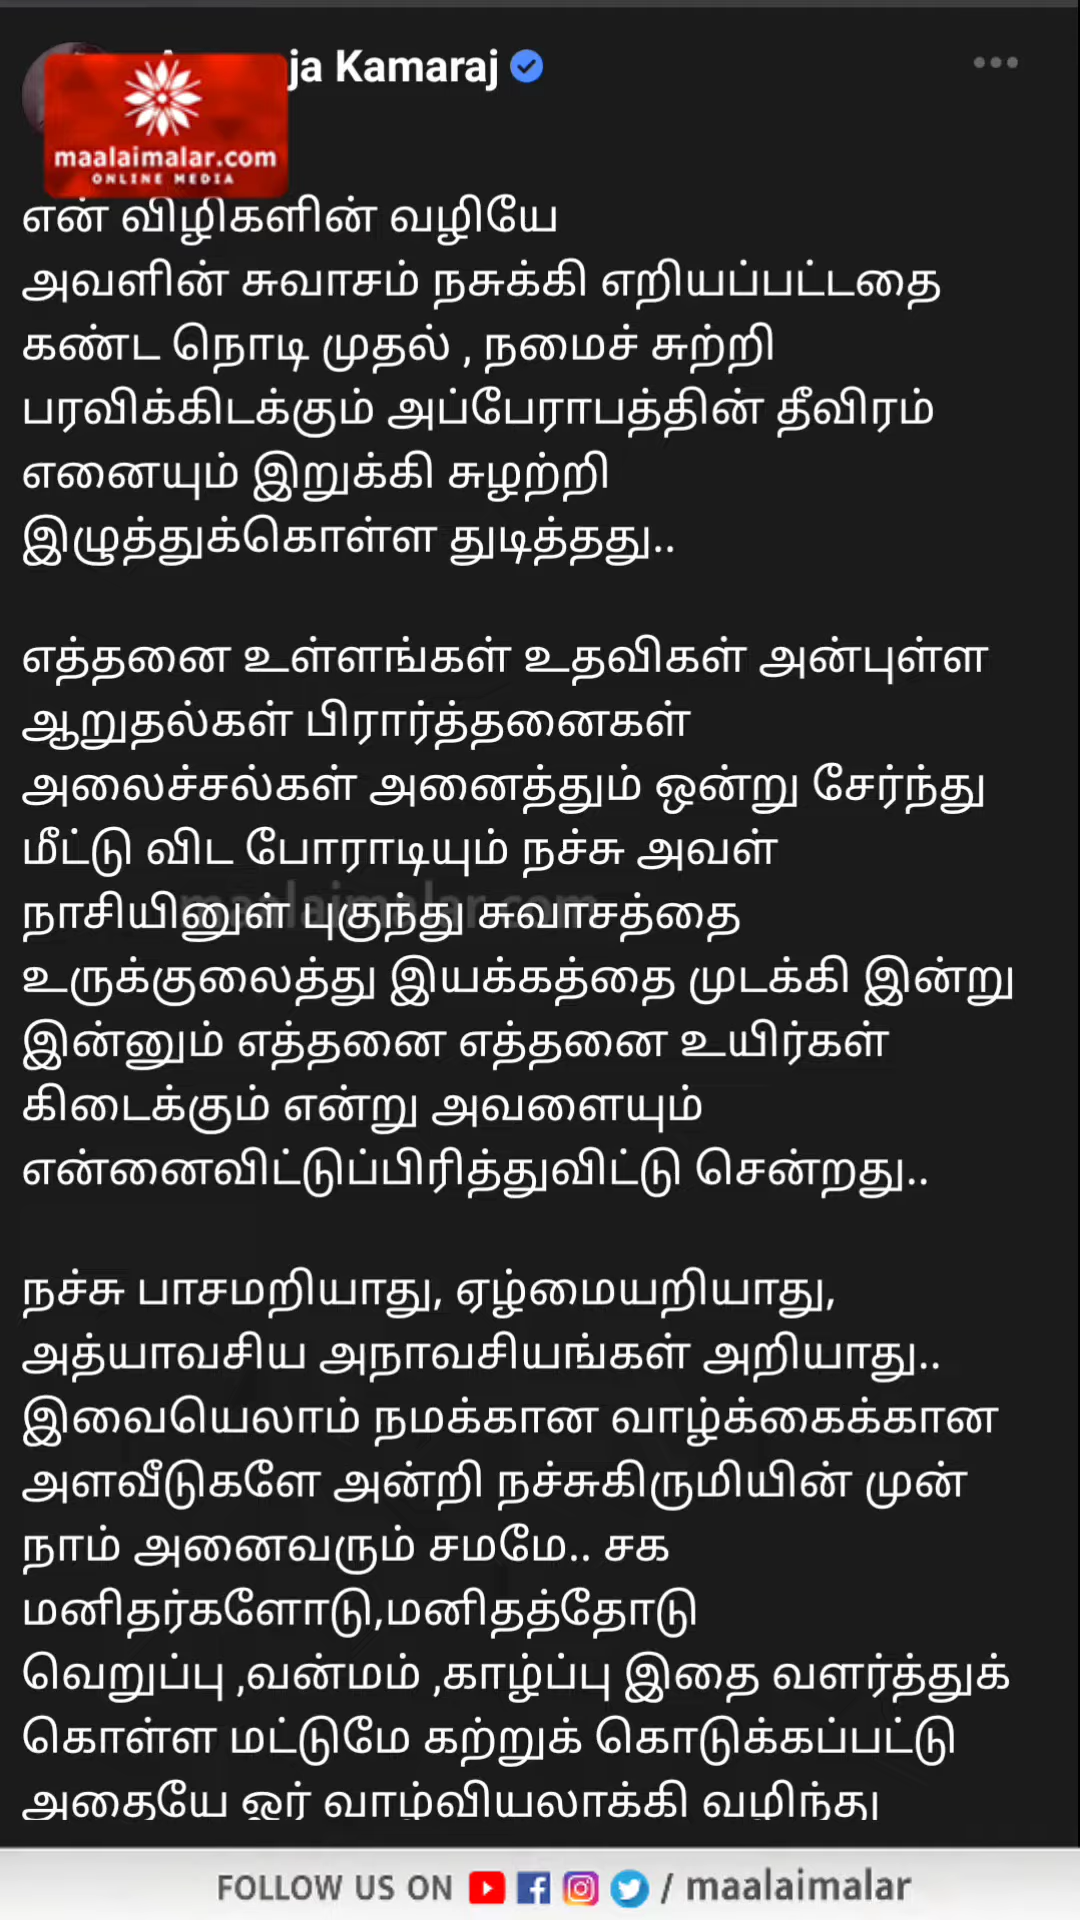 ja Kamaraj
maalaimalar.com
ONLINE MEDIA
என் விழிகளின் வழியே
அவளின் சுவாசம் நசுக்கி எறியப்பட்டதை
கண்ட நொடி முதல் , நமைச் சுற்றி
பரவிக்கிடக்கும் அப்பேராபத்தின் தீவிரம்
எனையும் இறுக்கி சுழற்றி
இழுத்துக்கொள்ள துடித்தது..
எத்தனை உள்ளங்கள் உதவிகள் அன்புள்ள
ஆறுதல்கள் பிரார்த்தனைகள்
அலைச்சல்கள் அனைத்தும் ஒன்று சேர்ந்து
மீட்டு விட போராடியும் நச்சு அவள்
நாசியினுள் புகுந்து சுவாசத்தை
maalaimalar.com
உருக்குலைத்து இயக்கத்தை முடக்கி இன்று
இன்னும் எத்தனை எத்தனை உயிர்கள்
கிடைக்கும் என்று அவளையும்
என்னைவிட்டுப்பிரித்துவிட்டு சென்றது..
நச்சு பாசமறியாது, ஏழ்மையறியாது,
அத்யாவசிய அநாவசியங்கள் அறியாது..
இவையெலாம் நமக்கான வாழ்க்கைக்கான
அளவீடுகளே அன்றி நச்சுகிருமியின் முன்
நாம் அனைவரும் சமமே.. சக
மனிதர்களோடு,மனிதத்தோடு
வெறுப்பு ,வன்மம் ,காழ்ப்பு இதை வளர்த்துக்
கொள்ள மட்டுமே கற்றுக் கொடுக்கப்பட்டு
அதையே ஓர் வாழ்வியலாக்கி வழிந்து
FOLLOW US ON / maalaimalar